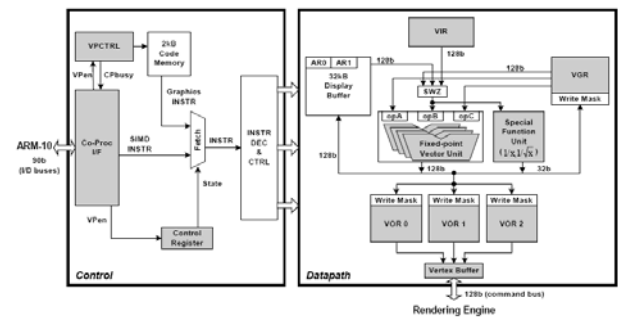 VPCTRL
2kB
Code
Memory
VPen
CPbusy
Graphics
INSTR
ARM-10
90b
(I/D buses)
Co-Proc
I/F
SIMD
INSTR
Fetch
INSTR
INSTR
DEC
&
CTRL
State
VPen
Control
Register
Control
VIR
AR0 AR1
32kB
Display
Buffer
128b
128b
128b
SWZ
VGR
Write Mask
opA opB opC
Fixed-point
Vector Unit
Special
Function
Unit
(1/x,1/√x)
128b
128b
32b
Write Mask Write Mask Write Mask
VOR 0 VOR 1 VOR 2
Vertex Buffer
Datapath
128b (command bus)
Rendering Engine